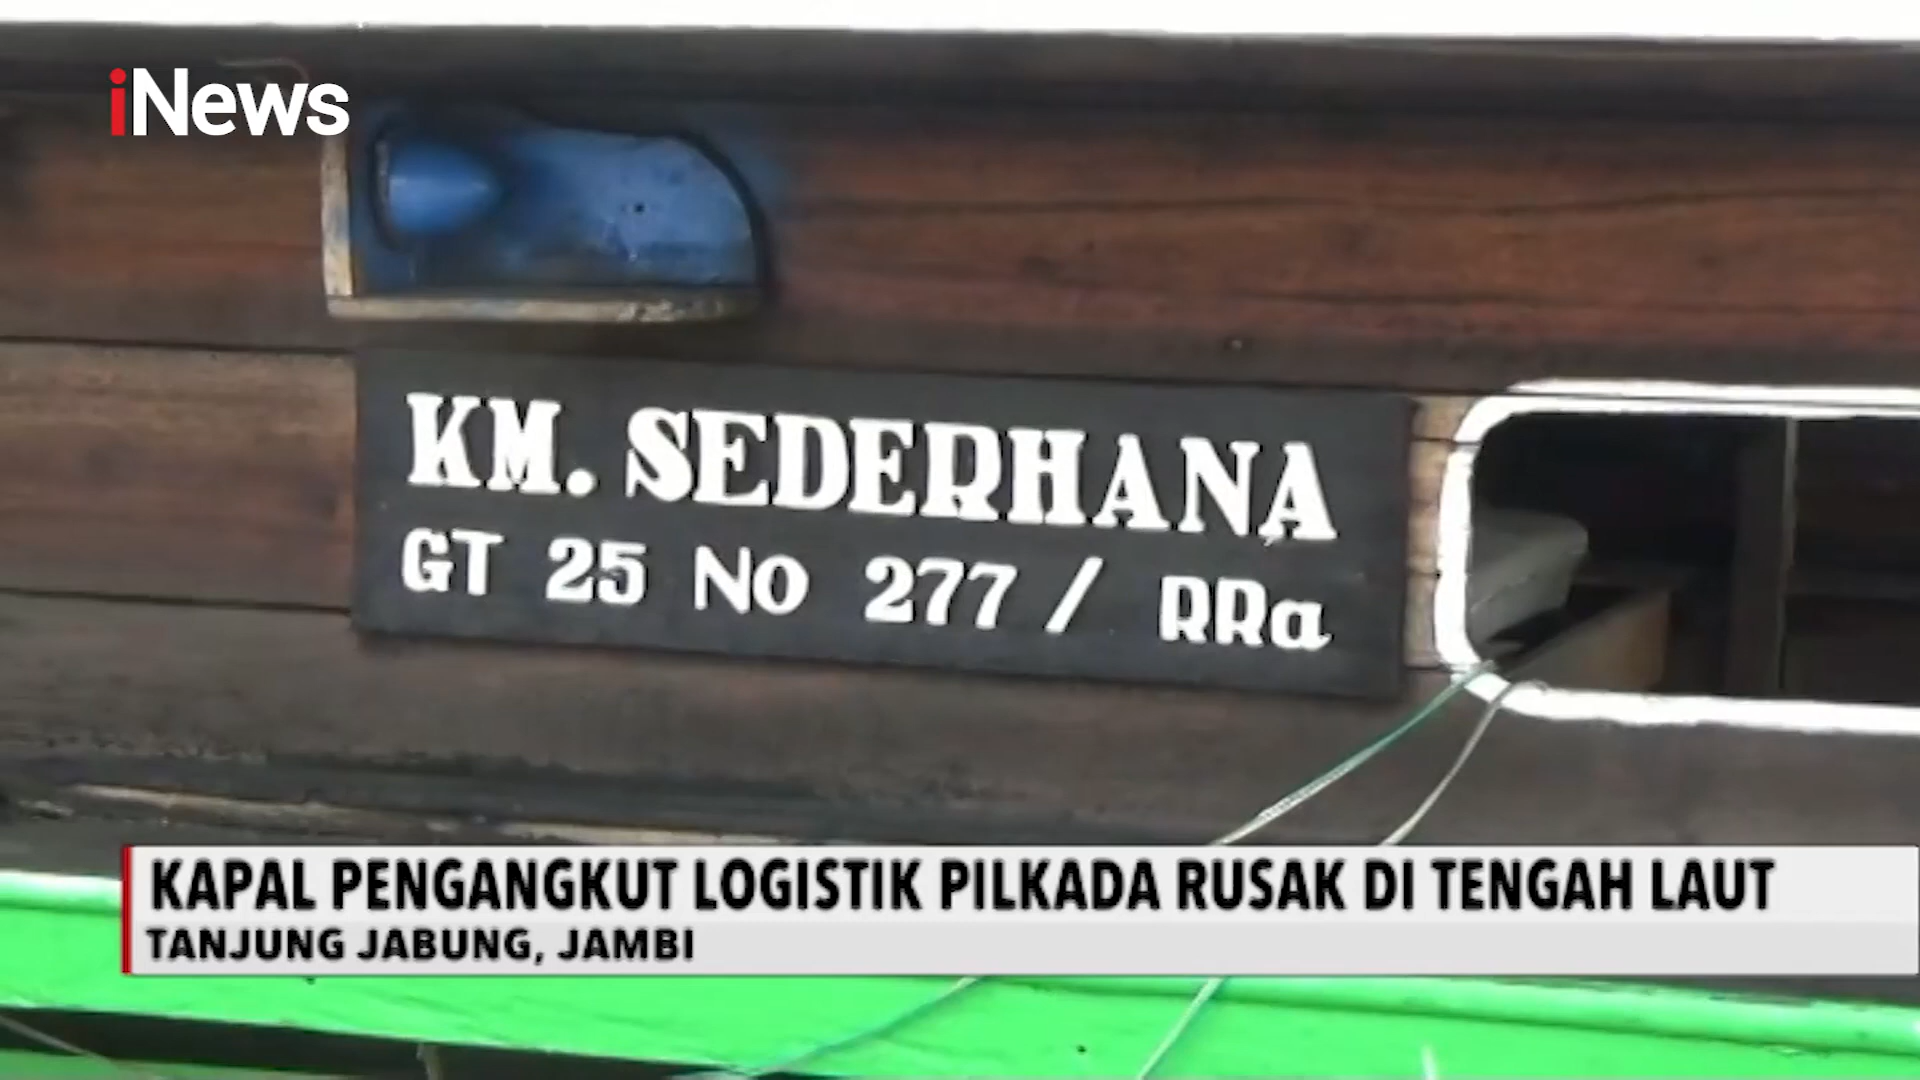 iNews
KM. SEDERHANA
GT 25 No 277 / RRa
KAPAL PENGANGKUT LOGISTIK PILKADA RUSAK DI TENGAH LAUT
TANJUNG JABUNG, JAMBI